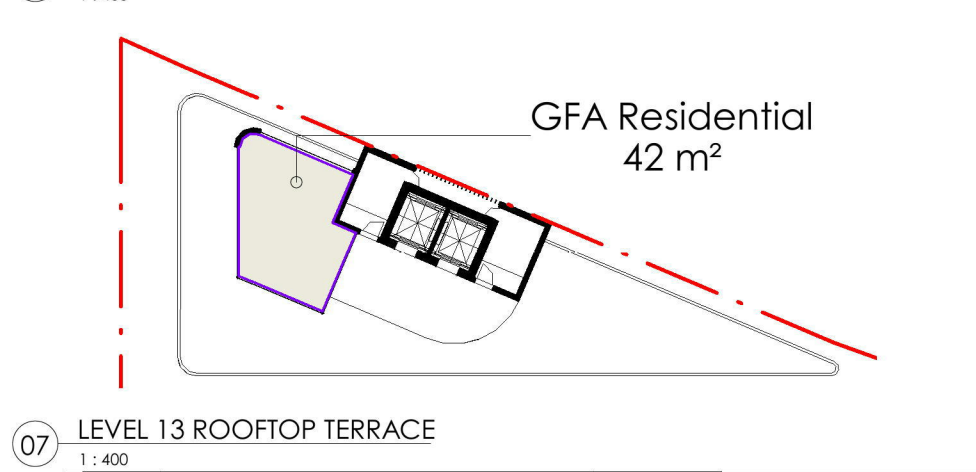 GFA Residential
42 m²
07
LEVEL 13 ROOFTOP TERRACE
1 : 400